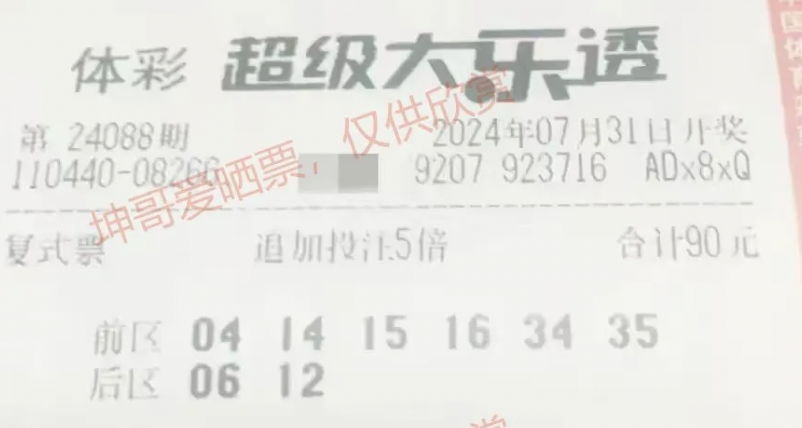 体彩 超级大乐透
第 24088期 2024年07月31日开奖
110440-08266 9207 923716 ADx8xQ
坤哥爱晒票，仅供欣赏
复式票 追加投注5倍 合计90元
前区 04 14 15 16 34 35
后区 06 12
赏